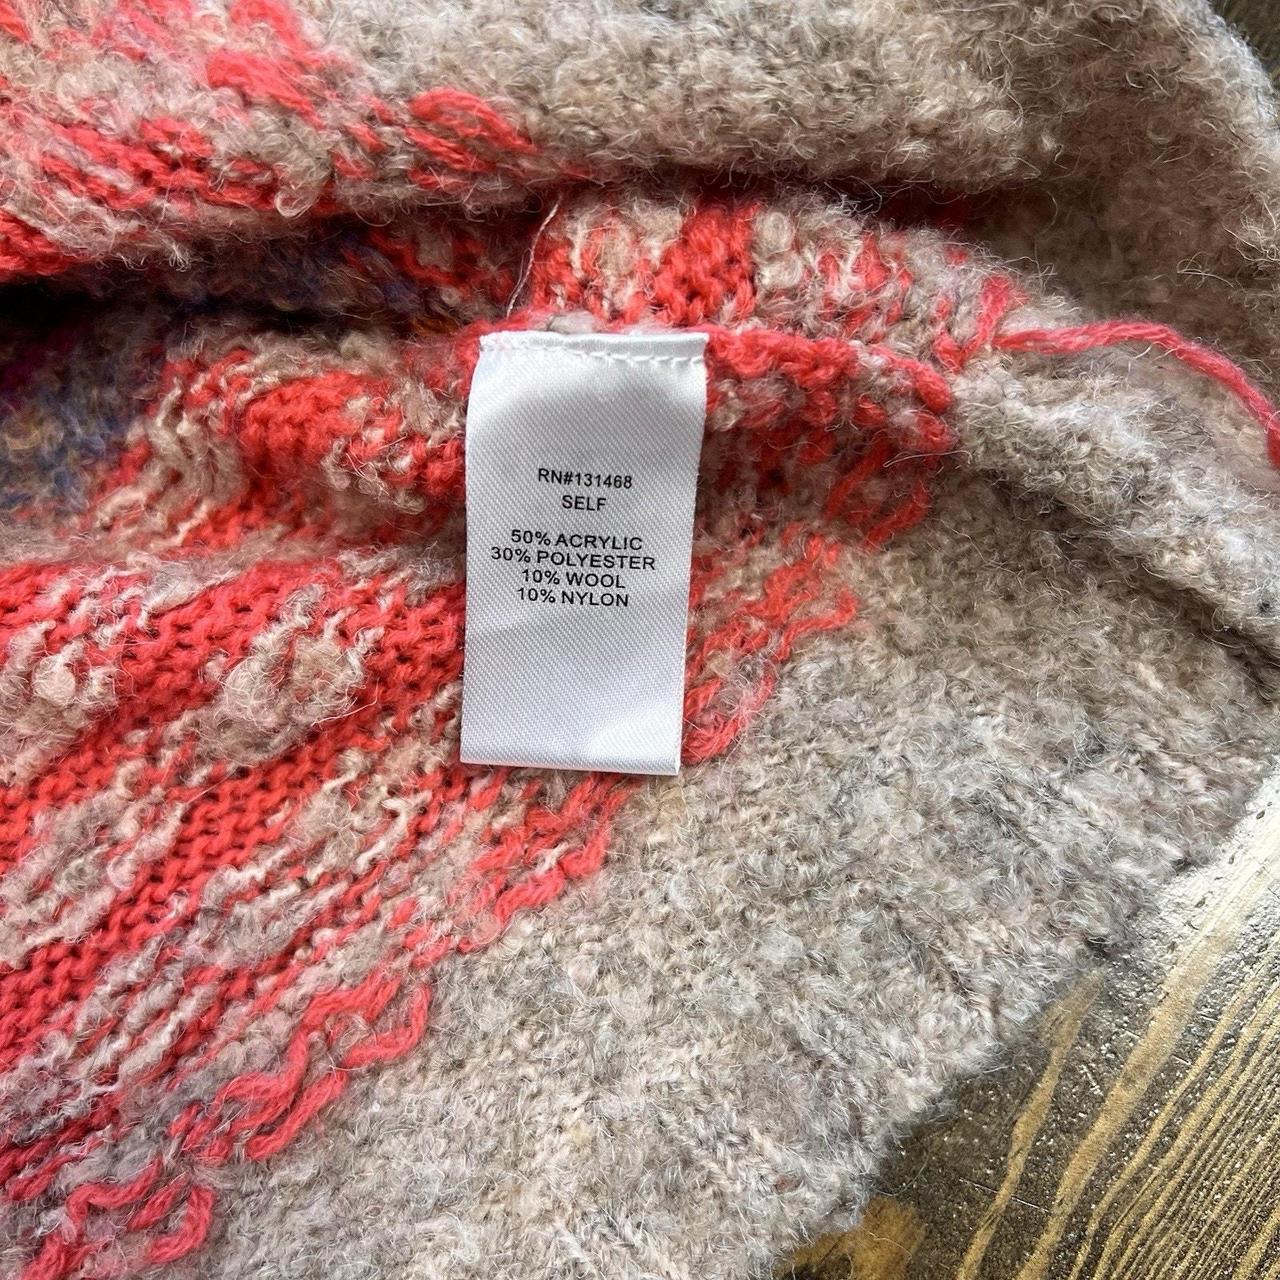 RN#131468
SELF
50% ACRYLIC
30% POLYESTER
10% WOOL
10% NYLON